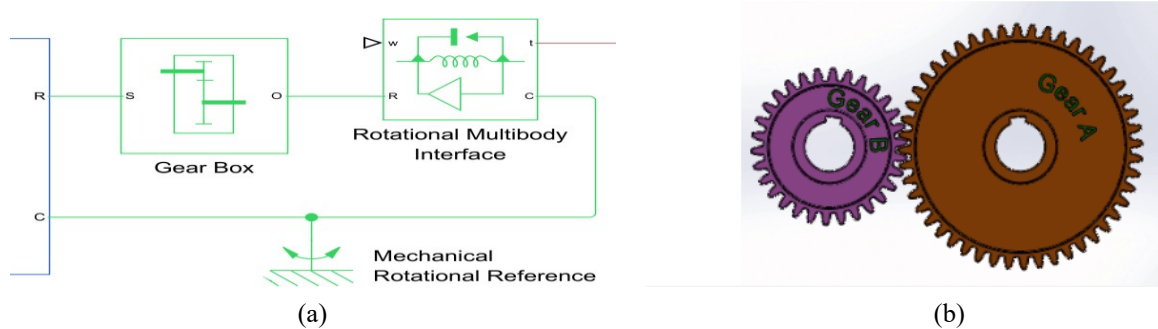 R
S
O
w
t
R
C
Gear Box
Rotational Multibody
Interface
C
Mechanical
Rotational Reference
Gear B
Gear A
(a)
(b)